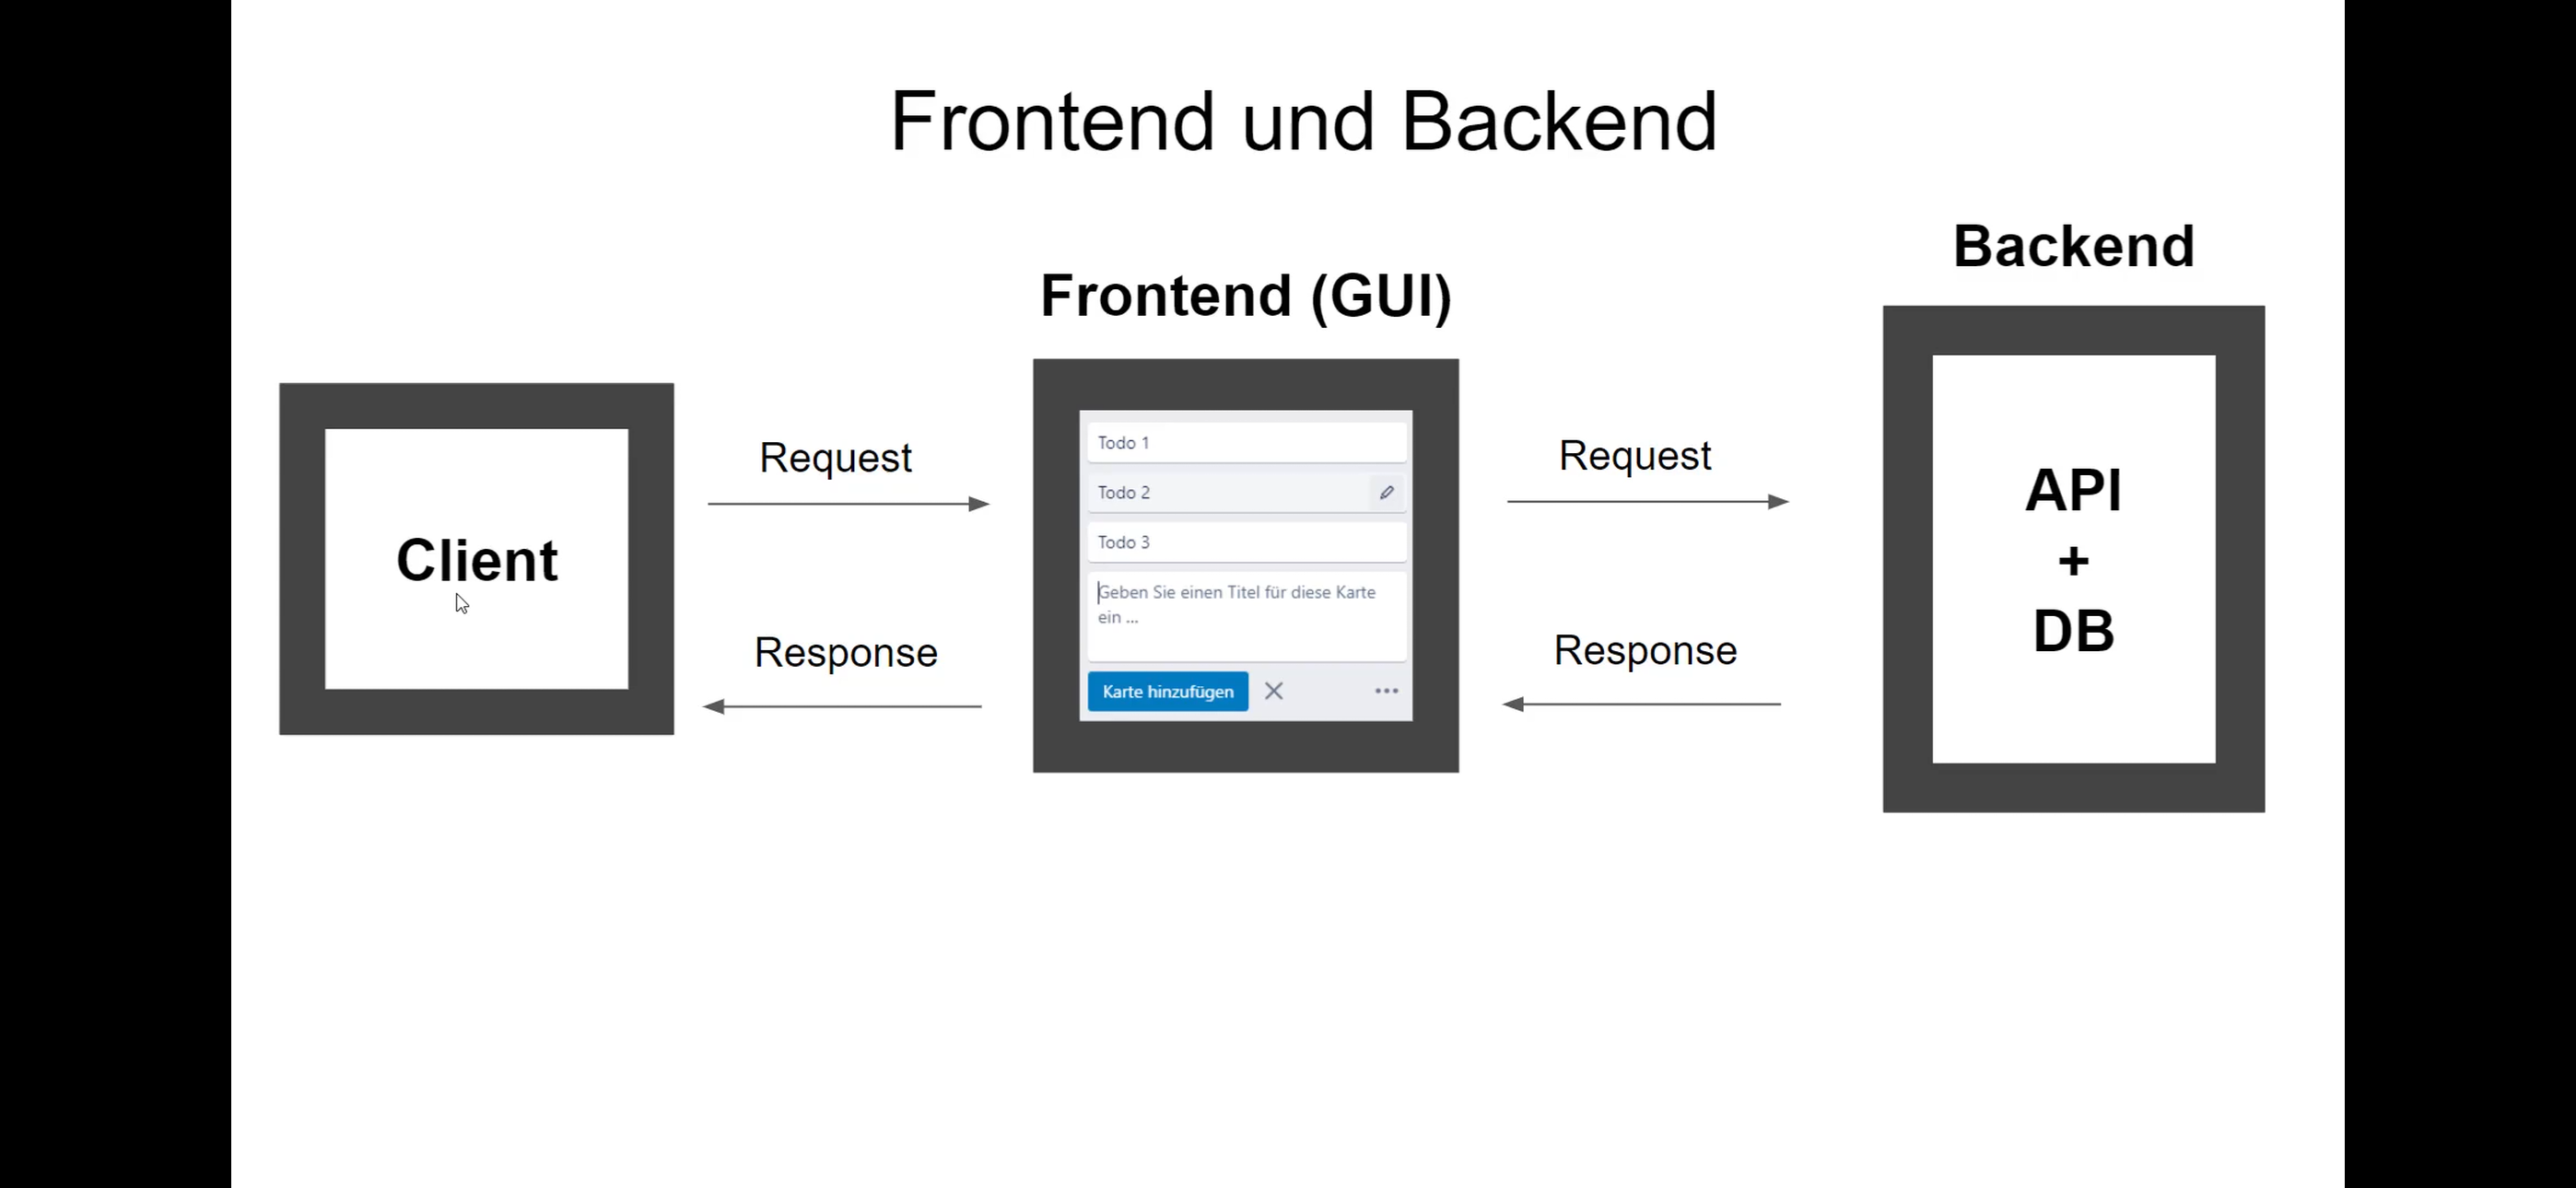 Frontend und Backend
Client
Request
Response
Frontend (GUI)
Todo 1
Todo 2
Todo 3
Geben Sie einen Titel für diese Karte
ein ...
Karte hinzufügen
Request
Response
Backend
API
+
DB